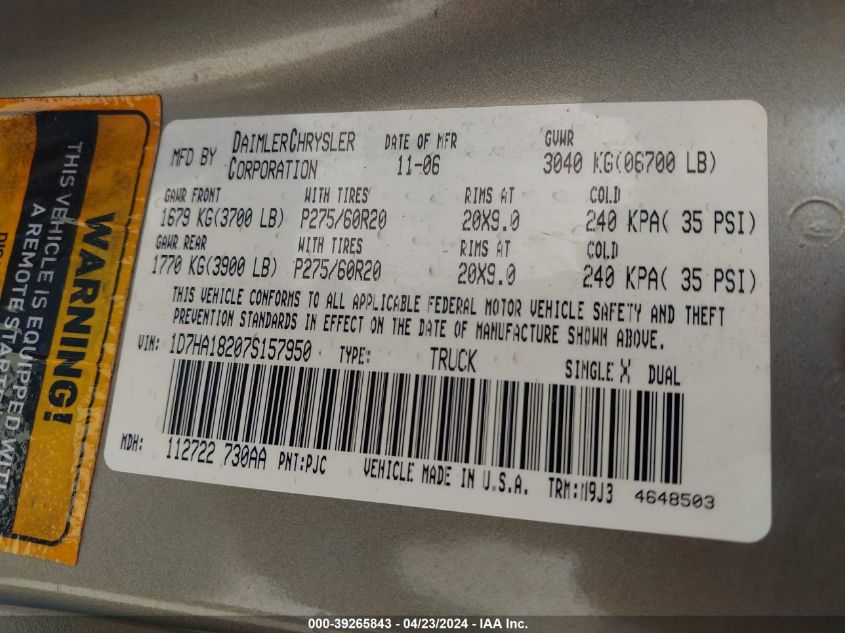 WARNING!
THIS VEHICLE IS EQUIPPED WITH
A REMOTE STARTER
MFD BY DAIMLERCHRYSLER CORPORATION DATE OF MFR 11-06 GVWR 3040 KG(06700 LB)
GAWR FRONT WITH TIRES RIMS AT COLD
1679 KG(3700 LB) P275/60R20 20X9.0 240 KPA( 35 PSI)
GAWR REAR WITH TIRES RIMS AT COLD
1770 KG(3900 LB) P275/60R20 20X9.0 240 KPA( 35 PSI)
THIS VEHICLE CONFORMS TO ALL APPLICABLE FEDERAL MOTOR VEHICLE SAFETY AND THEFT
PREVENTION STANDARDS IN EFFECT ON THE DATE OF MANUFACTURE SHOWN ABOVE.
VIN: 1D7HA18207S157950 TYPE: TRUCK SINGLE X DUAL
MDH: 112722 730AA PNT:PJC VEHICLE MADE IN U.S.A. TRM:M9J3 4648503
000-39265843 - 04/23/2024 - IAA Inc.